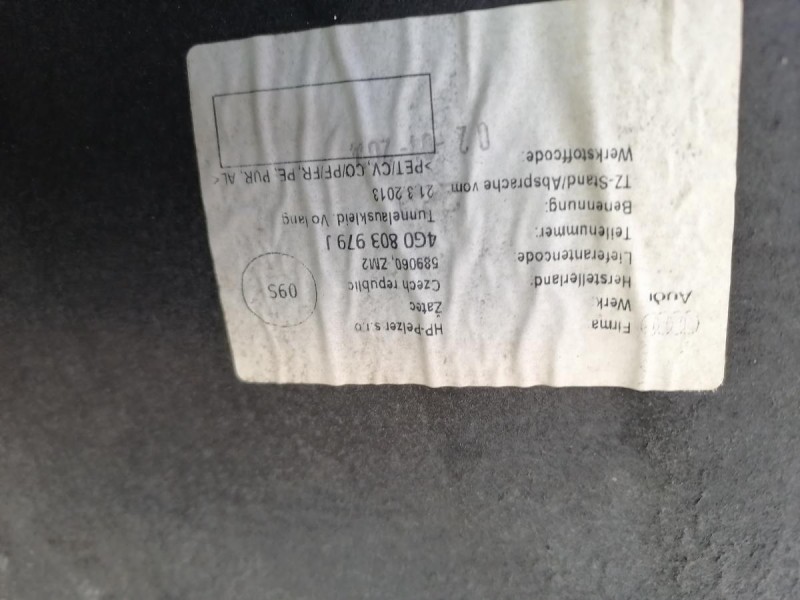 Audi
Firma HP-Pelzer s.r.o
Werk Žatec
Herstellerland: Czech republic
Lieferantencode: 589060, ZM2
Teilenummer: 4G0 803 979 J
Benennung: Tunnelauskleid. Vo lang
TZ-Stand/Absprache vom 21.3.2013
Werkstoffcode: >PET/CV, CO/PF/FR, PE, PUR, AL<
09S